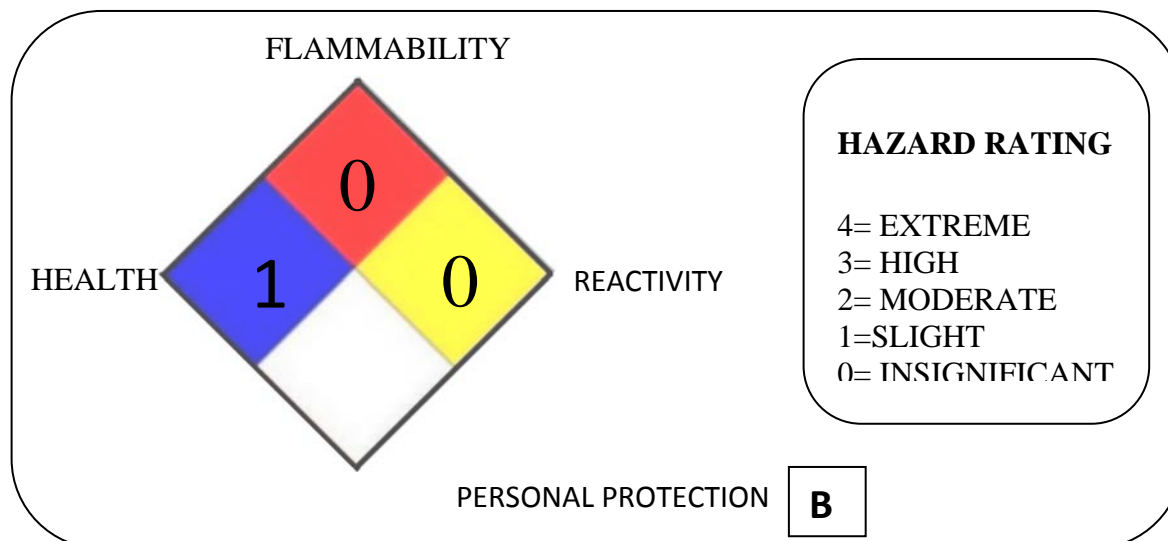 FLAMMABILITY
0
HEALTH
1
0
REACTIVITY
HAZARD RATING
4= EXTREME
3= HIGH
2= MODERATE
1=SLIGHT
0= INSIGNIFICANT
PERSONAL PROTECTION B